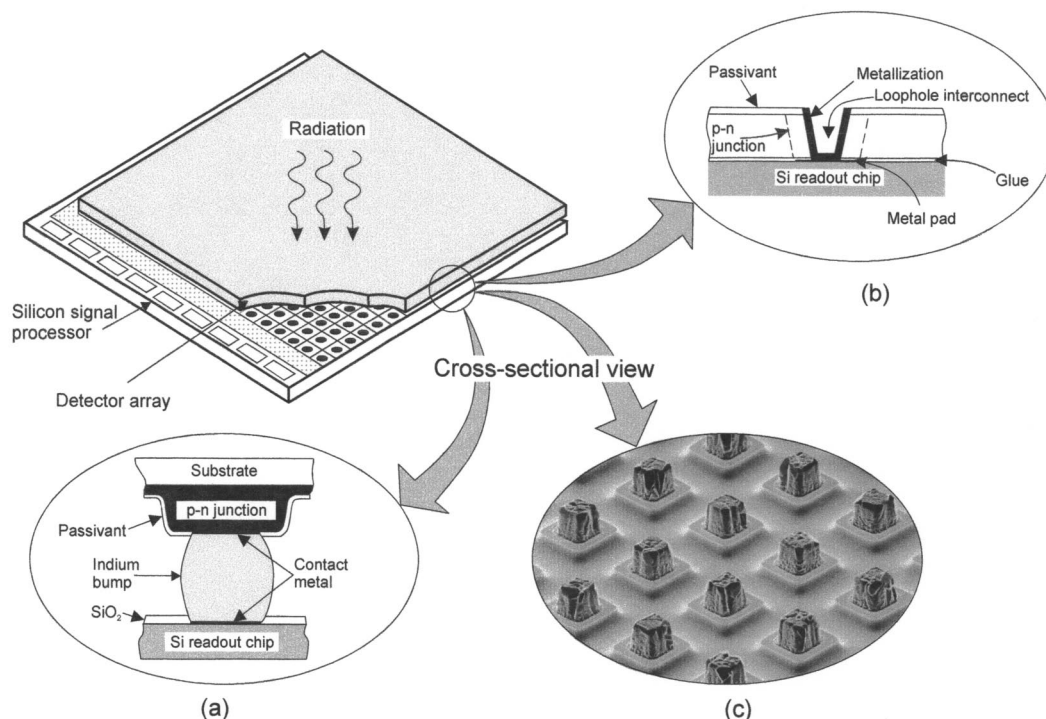 Radiation
Silicon signal
processor
Detector array
Cross-sectional view
Passivant
Metallization
Loophole interconnect
p-n
junction
Si readout chip
Glue
Metal pad
(b)
Substrate
p-n junction
Passivant
Indium
bump
Contact
metal
SiO₂
Si readout chip
(a)
(c)